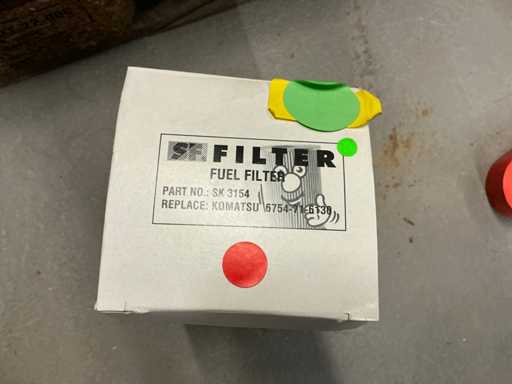 SF FILTER
FUEL FILTER
PART NO.: SK 3154
REPLACE: KOMATSU 6754-71-6130